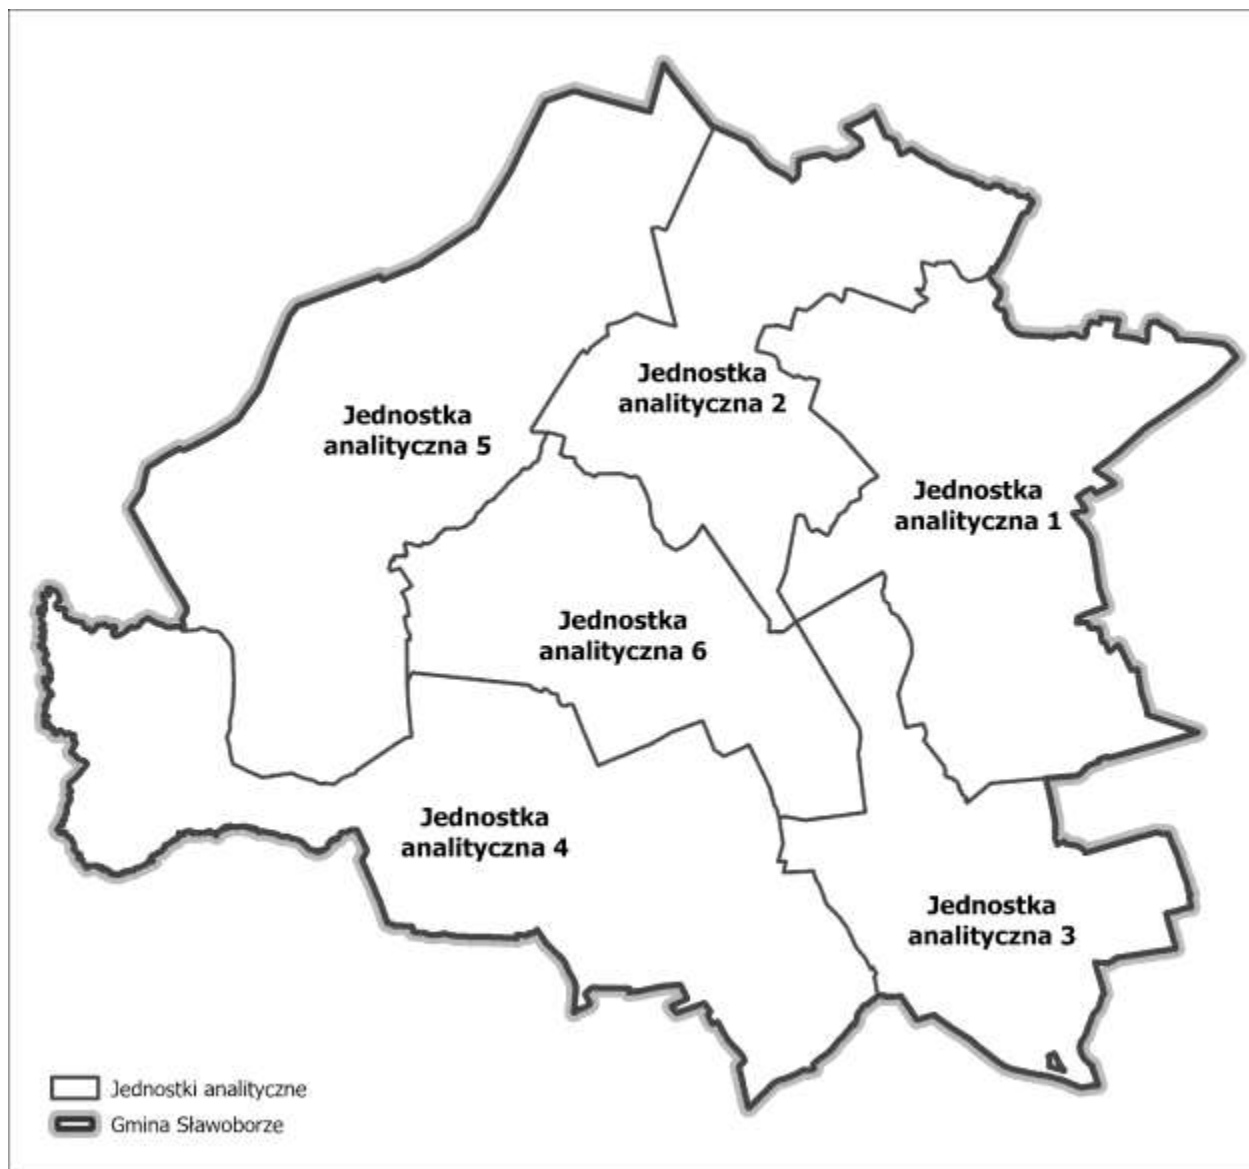 Jednostka
analityczna 2
Jednostka
analityczna 5
Jednostka
analityczna 1
Jednostka
analityczna 6
Jednostka
analityczna 4
Jednostka
analityczna 3
Jednostki analityczne
Gmina Sławoborze